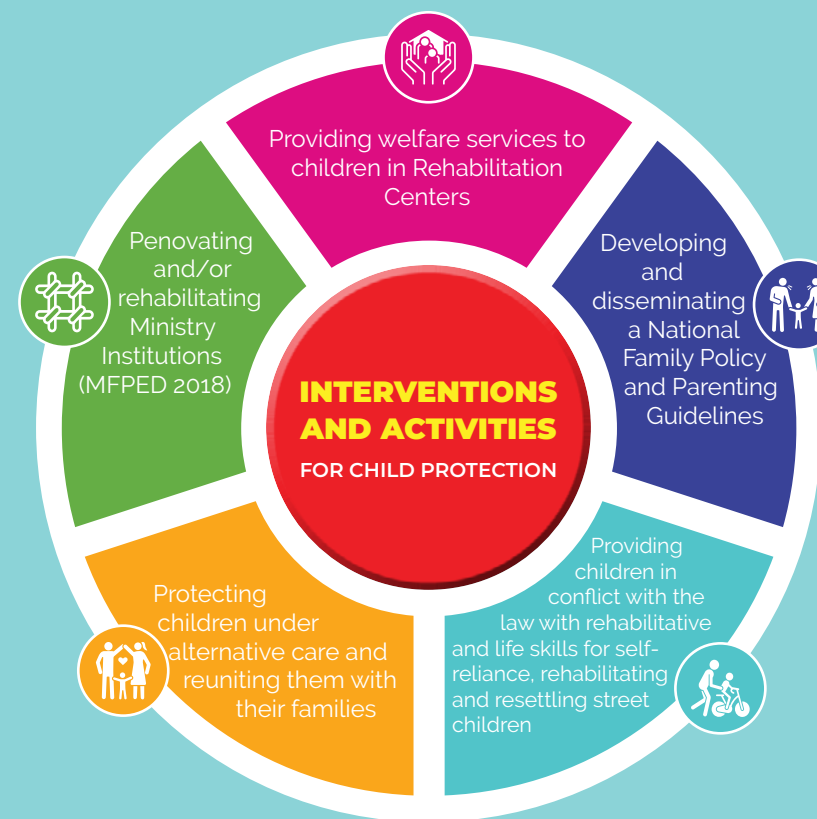 Providing welfare services to
children in Rehabilitation
Centers
Developing
and
disseminating
a National
Family Policy
and Parenting
Guidelines
Providing
children in
conflict with the
law with rehabilitative
and life skills for self-
reliance, rehabilitating
and resettling street
children
Protecting
children under
alternative care and
reuniting them with
their families
Penovating
and/or
rehabilitating
Ministry
Institutions
(MFPED 2018)
INTERVENTIONS
AND ACTIVITIES
FOR CHILD PROTECTION